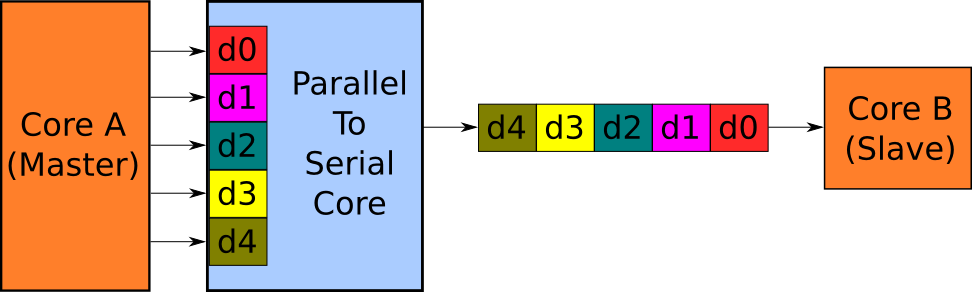 Core A
(Master)
d0
d1
d2
d3
d4
Parallel
To
Serial
Core
d4 d3 d2 d1 d0
Core B
(Slave)